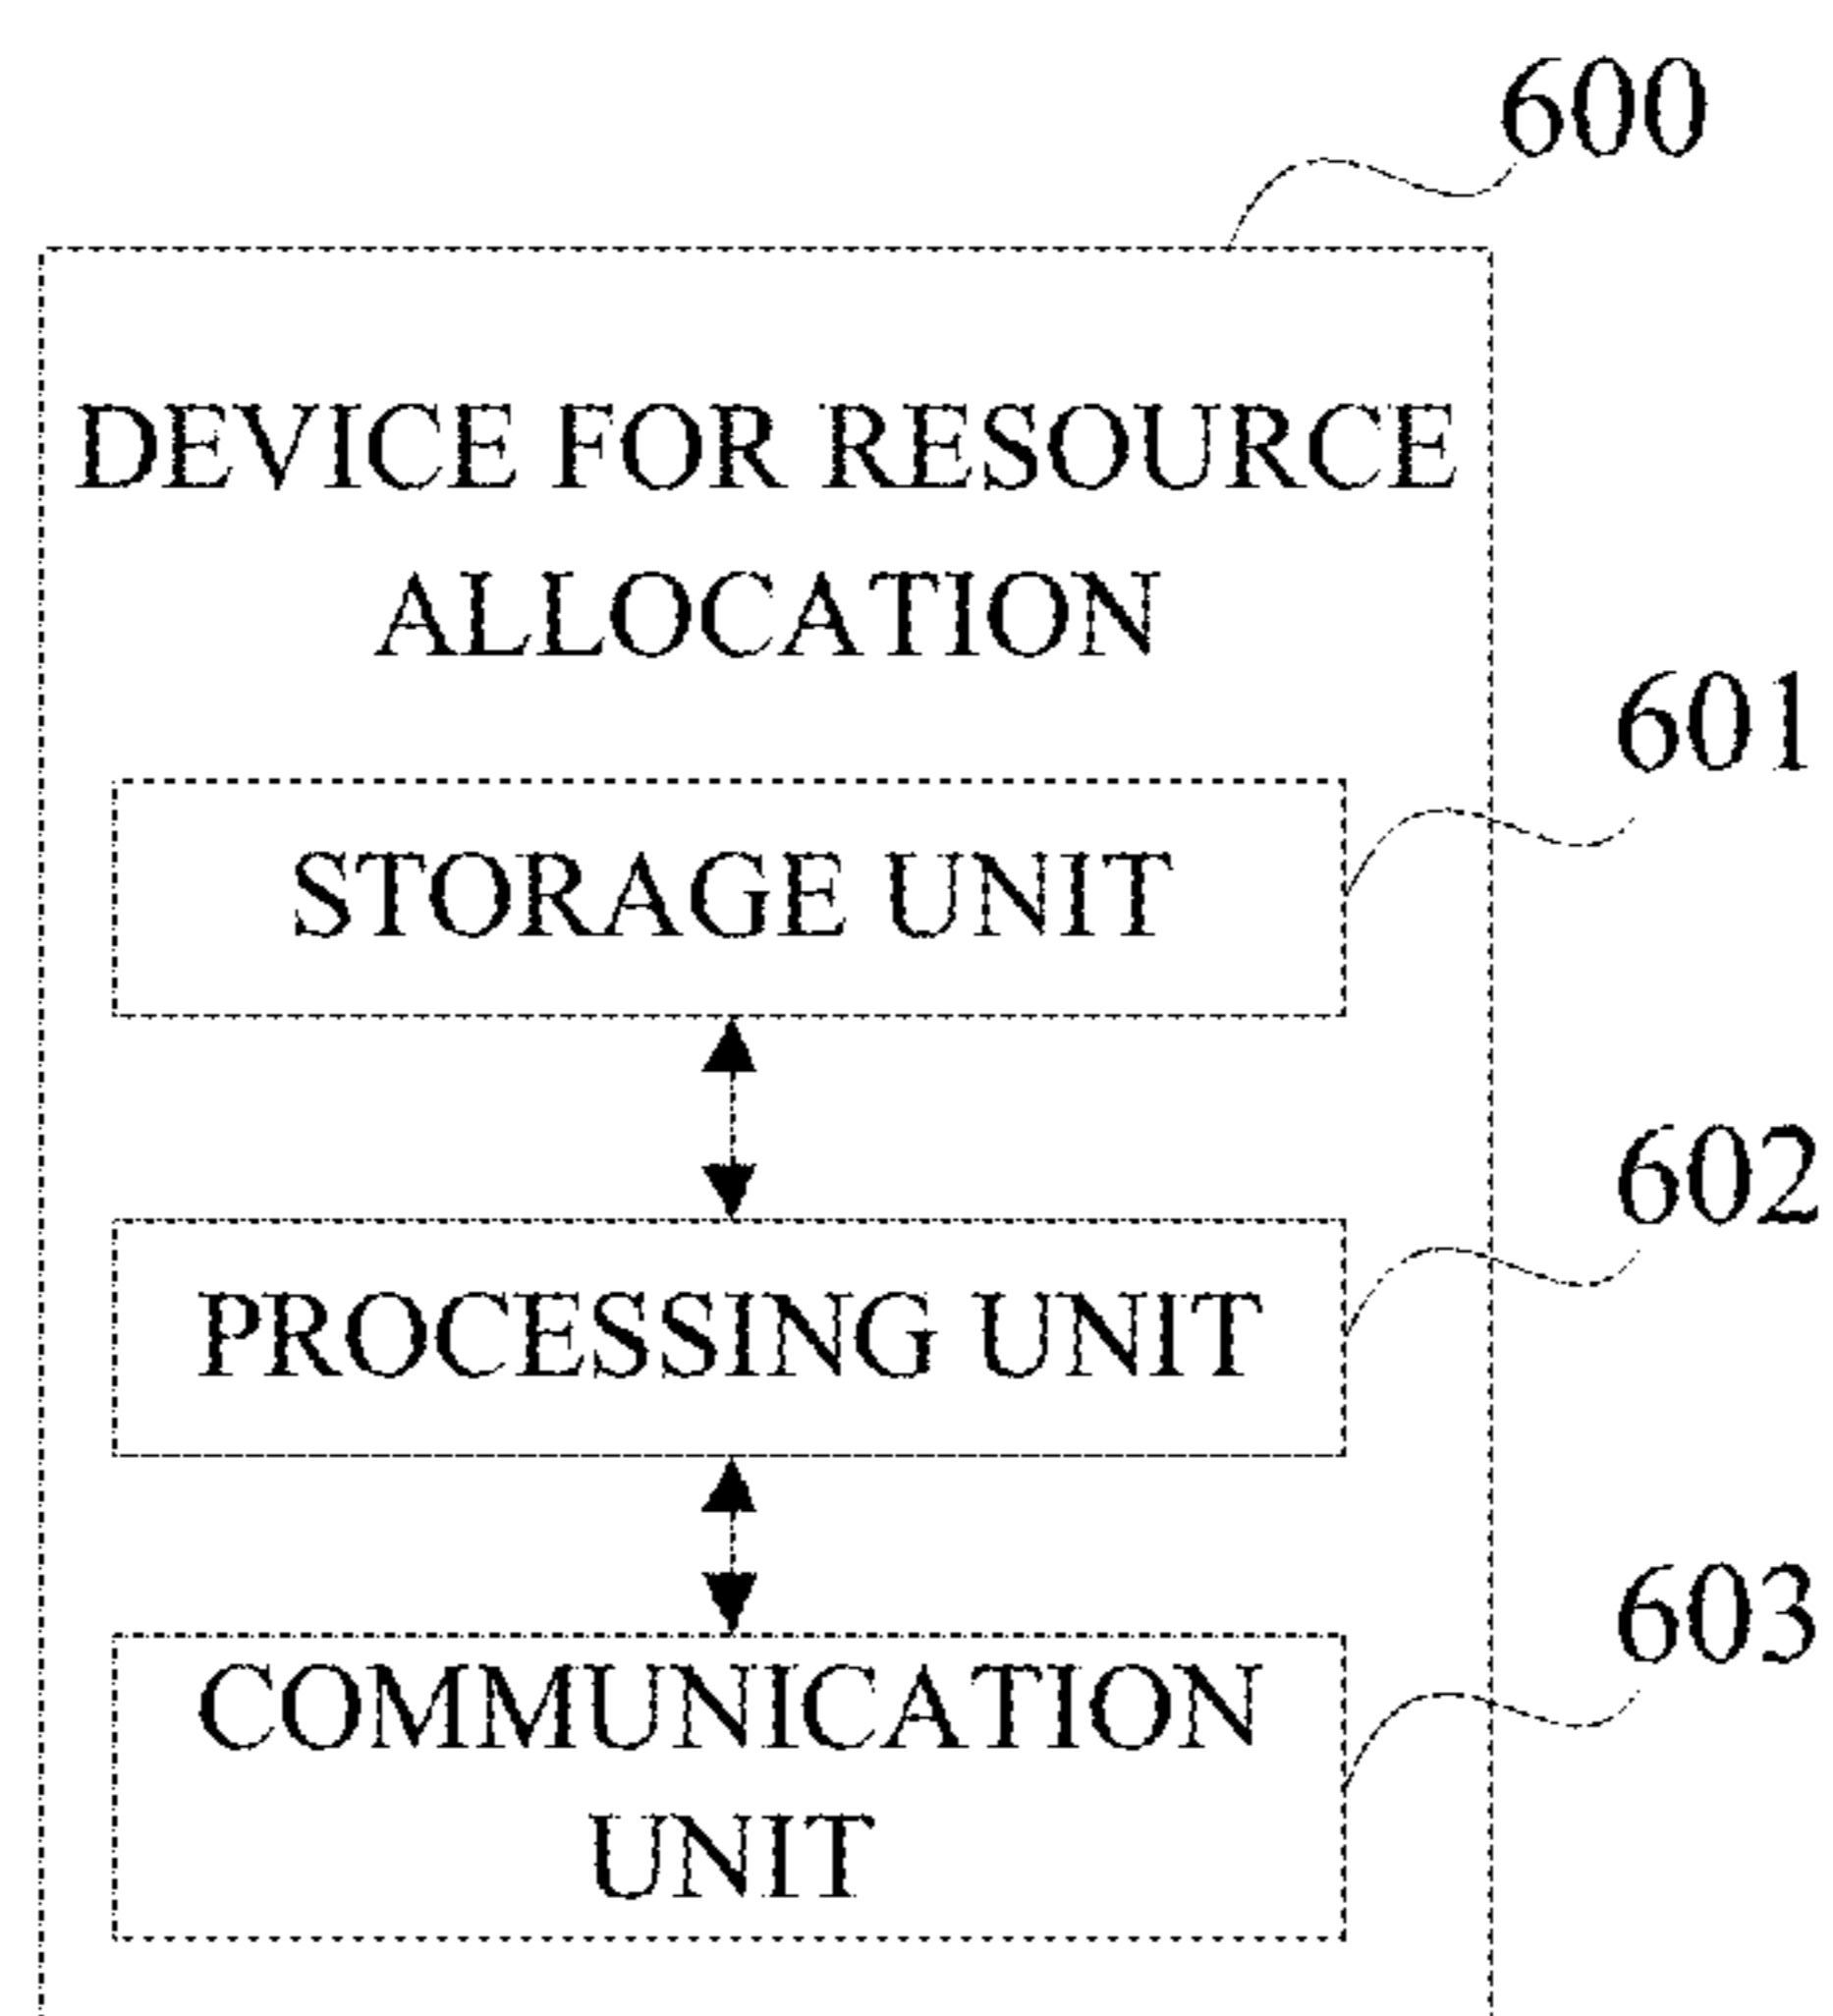 600
DEVICE FOR RESOURCE
ALLOCATION
601
STORAGE UNIT
602
PROCESSING UNIT
603
COMMUNICATION
UNIT